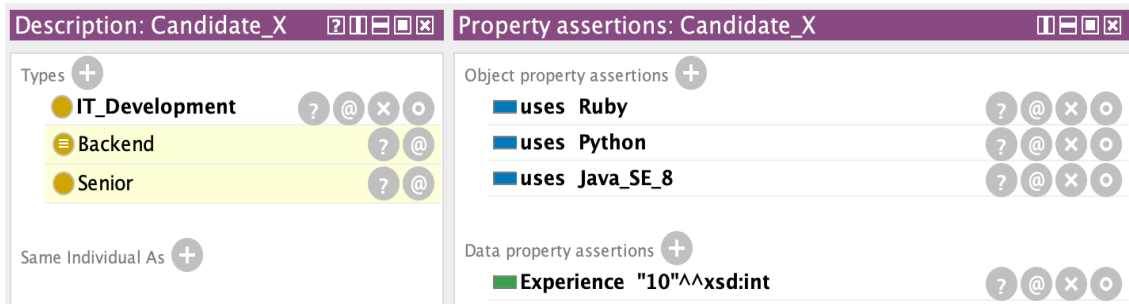 Description: Candidate_X
Types
IT_Development
Backend
Senior
Same Individual As
Property assertions: Candidate_X
Object property assertions
uses Ruby
uses Python
uses Java_SE_8
Data property assertions
Experience "10"^^xsd:int